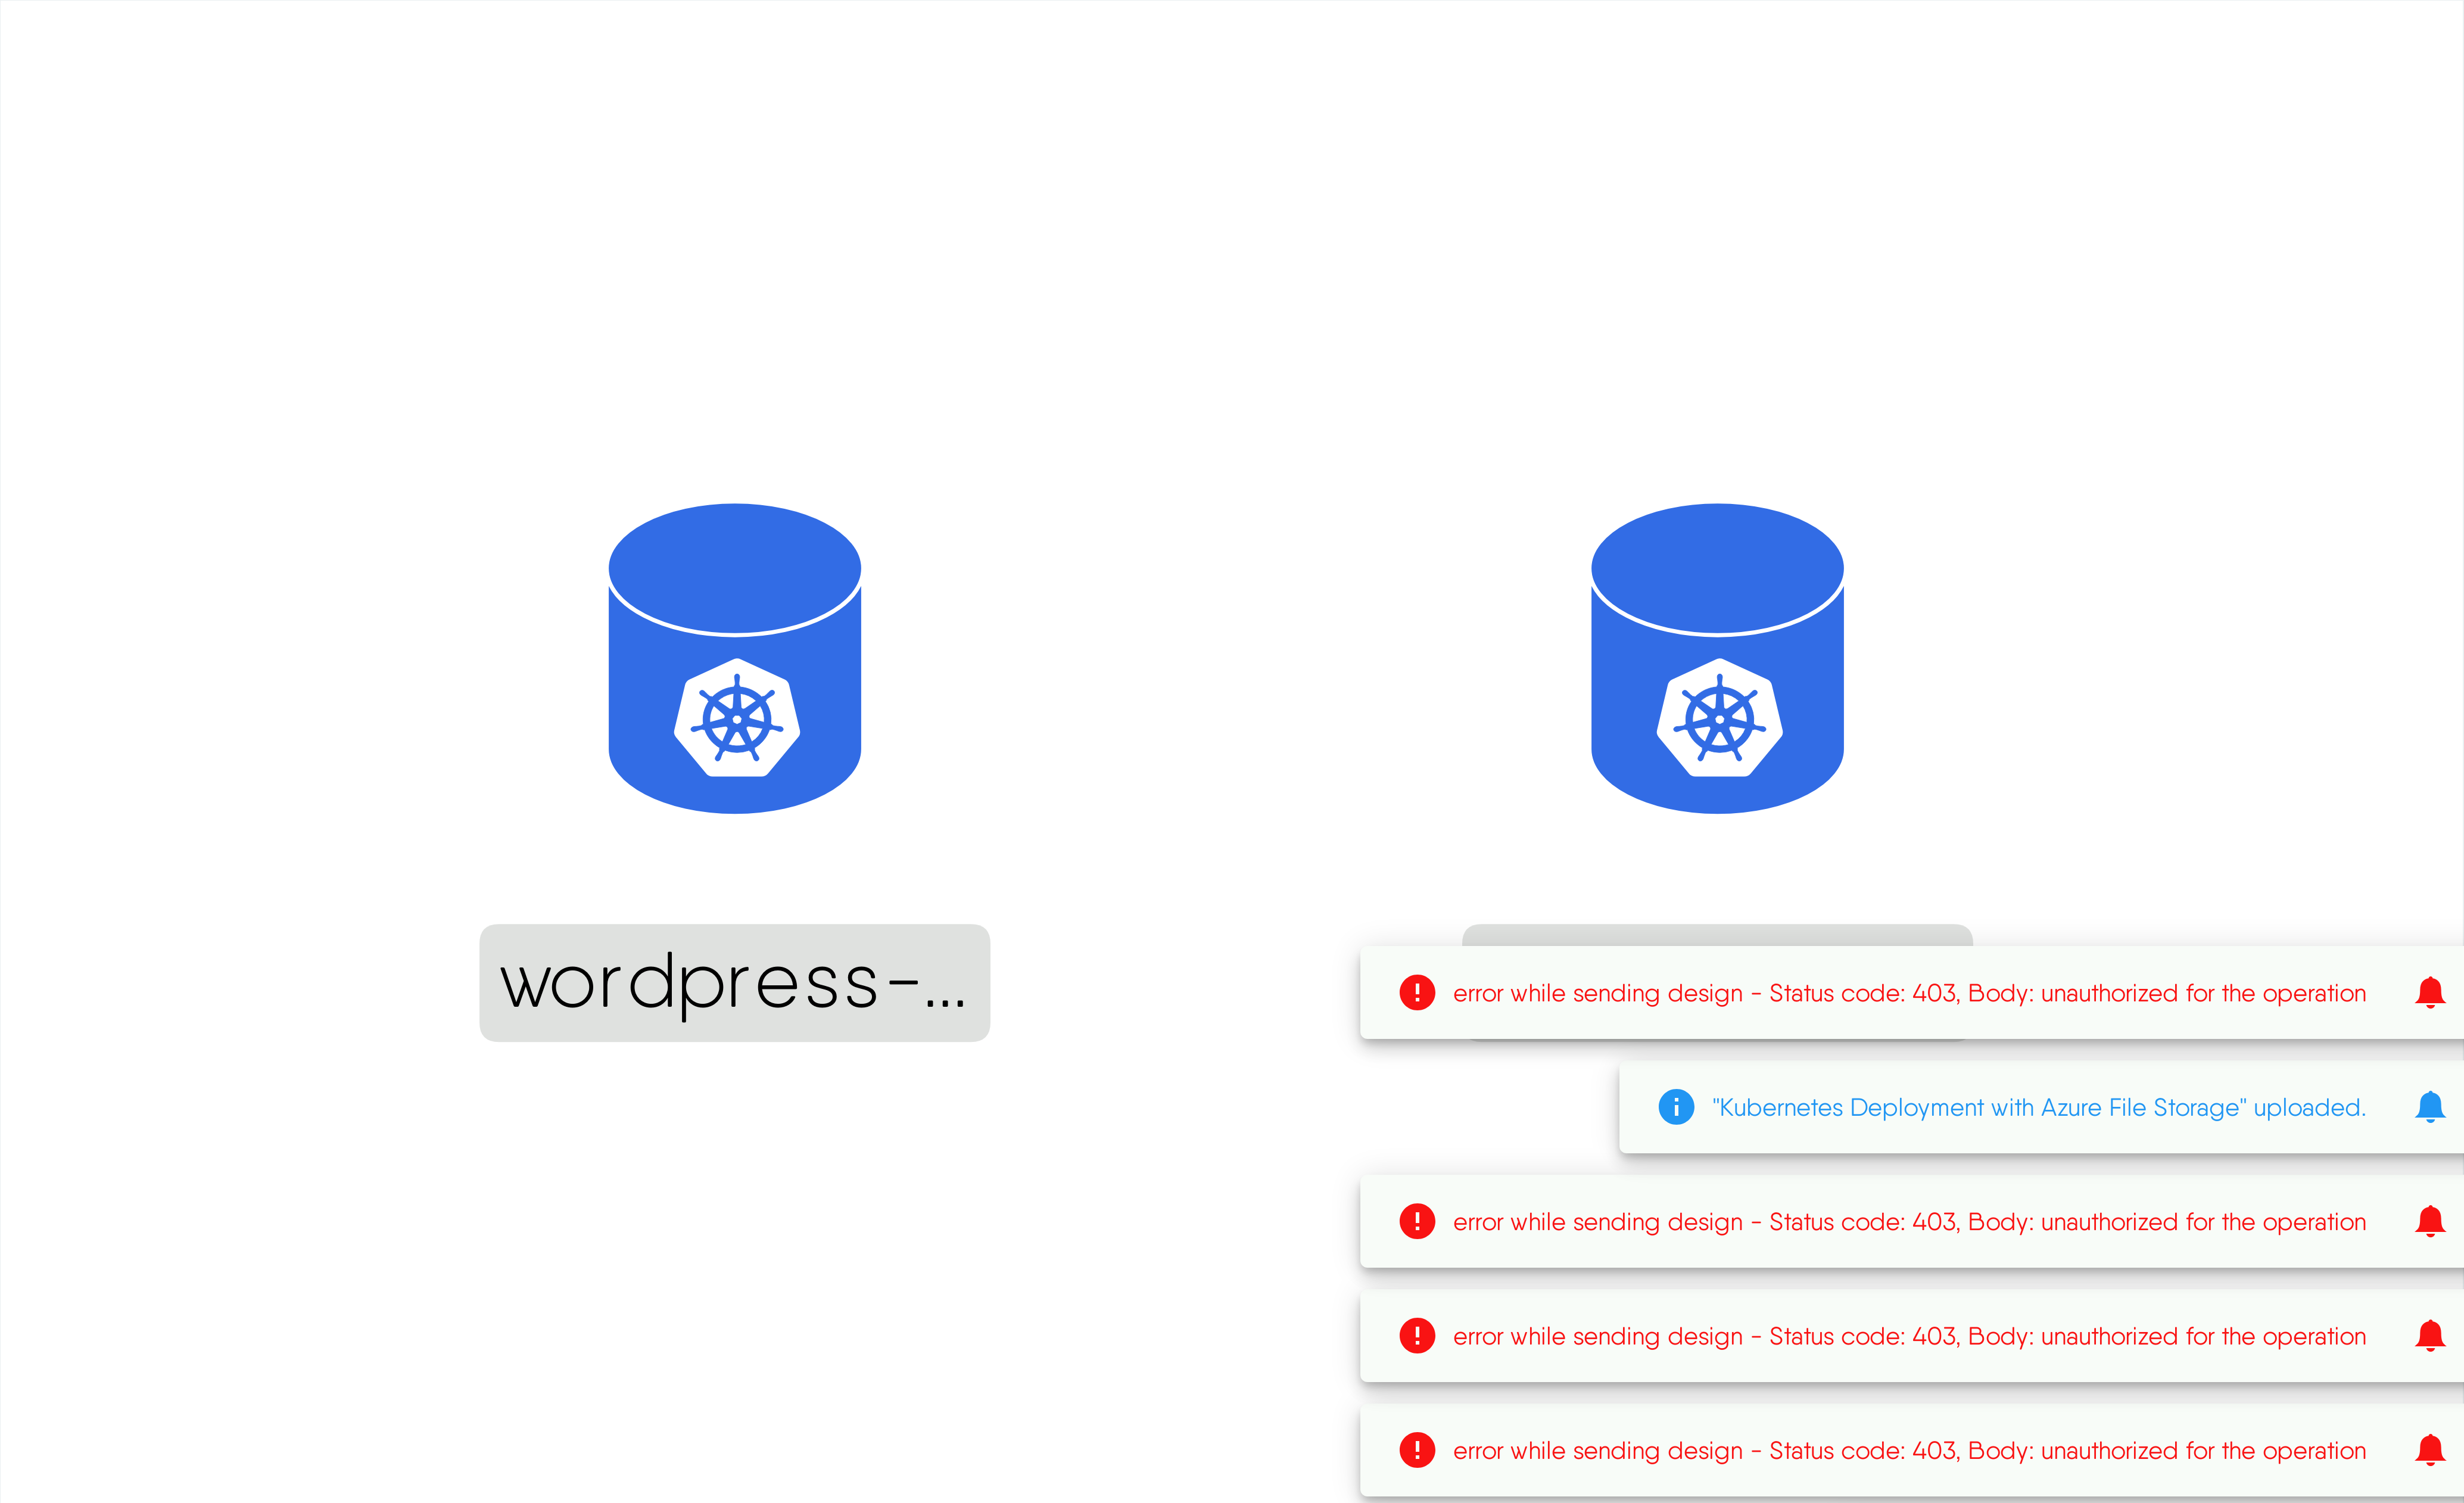 wordpress-...
error while sending design - Status code: 403, Body: unauthorized for the operation
"Kubernetes Deployment with Azure File Storage" uploaded.
error while sending design - Status code: 403, Body: unauthorized for the operation
error while sending design - Status code: 403, Body: unauthorized for the operation
error while sending design - Status code: 403, Body: unauthorized for the operation